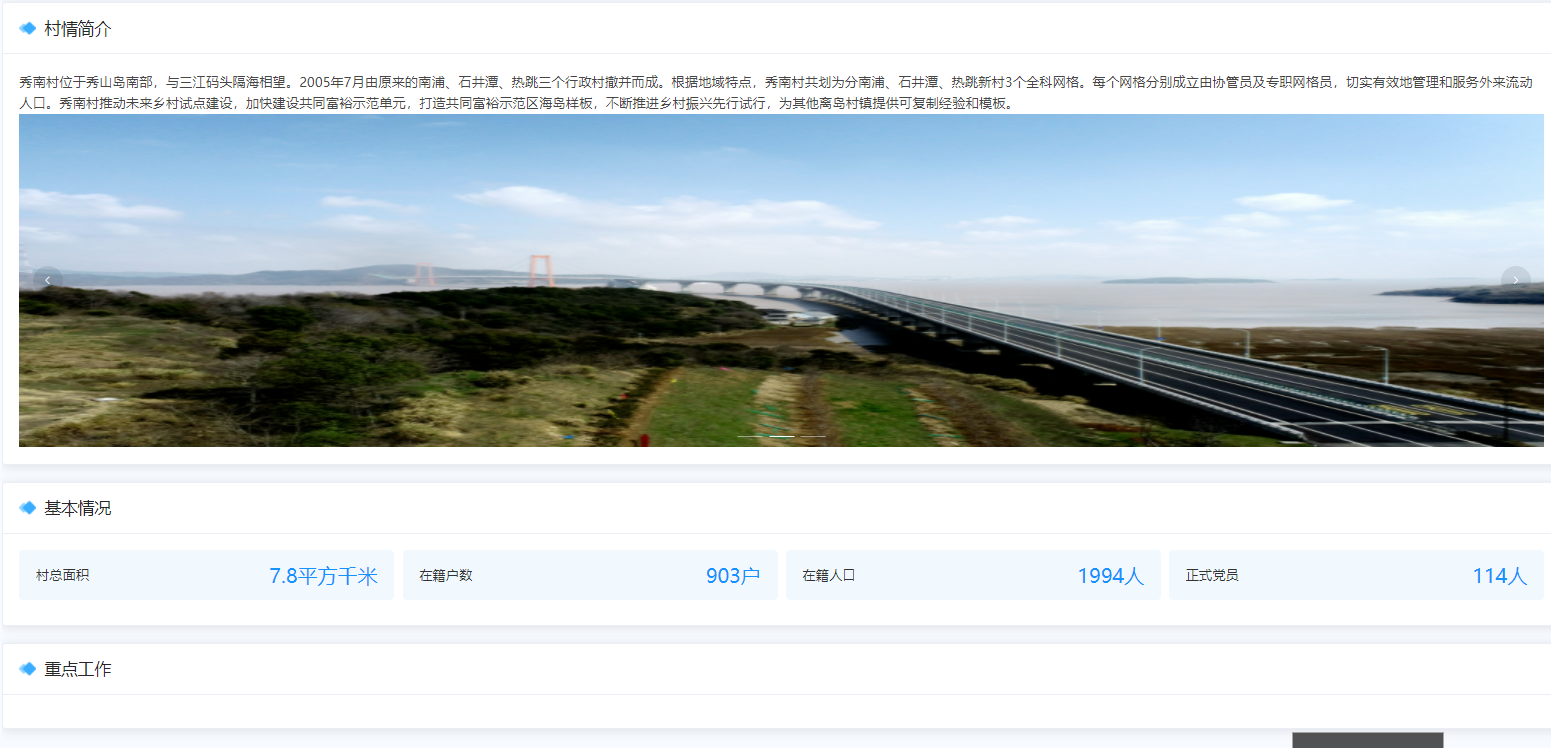 村情简介
秀南村位于秀山岛南部，与三江码头隔海相望。2005年7月由原来的南浦、石井潭、热跳三个行政村撤并而成。根据地域特点，秀南村共划为分南浦、石井潭、热跳新村3个全科网格。每个网格分别成立由协管员及专职网格员，切实有效地管理和服务外来流动
人口。秀南村推动未来乡村试点建设，加快建设共同富裕示范单元，打造共同富裕示范区海岛样板，不断推进乡村振兴先行试行，为其他离岛村镇提供可复制经验和模板。
基本情况
村总面积 7.8平方千米 在籍户数 903户 在籍人口 1994人 正式党员 114人
重点工作